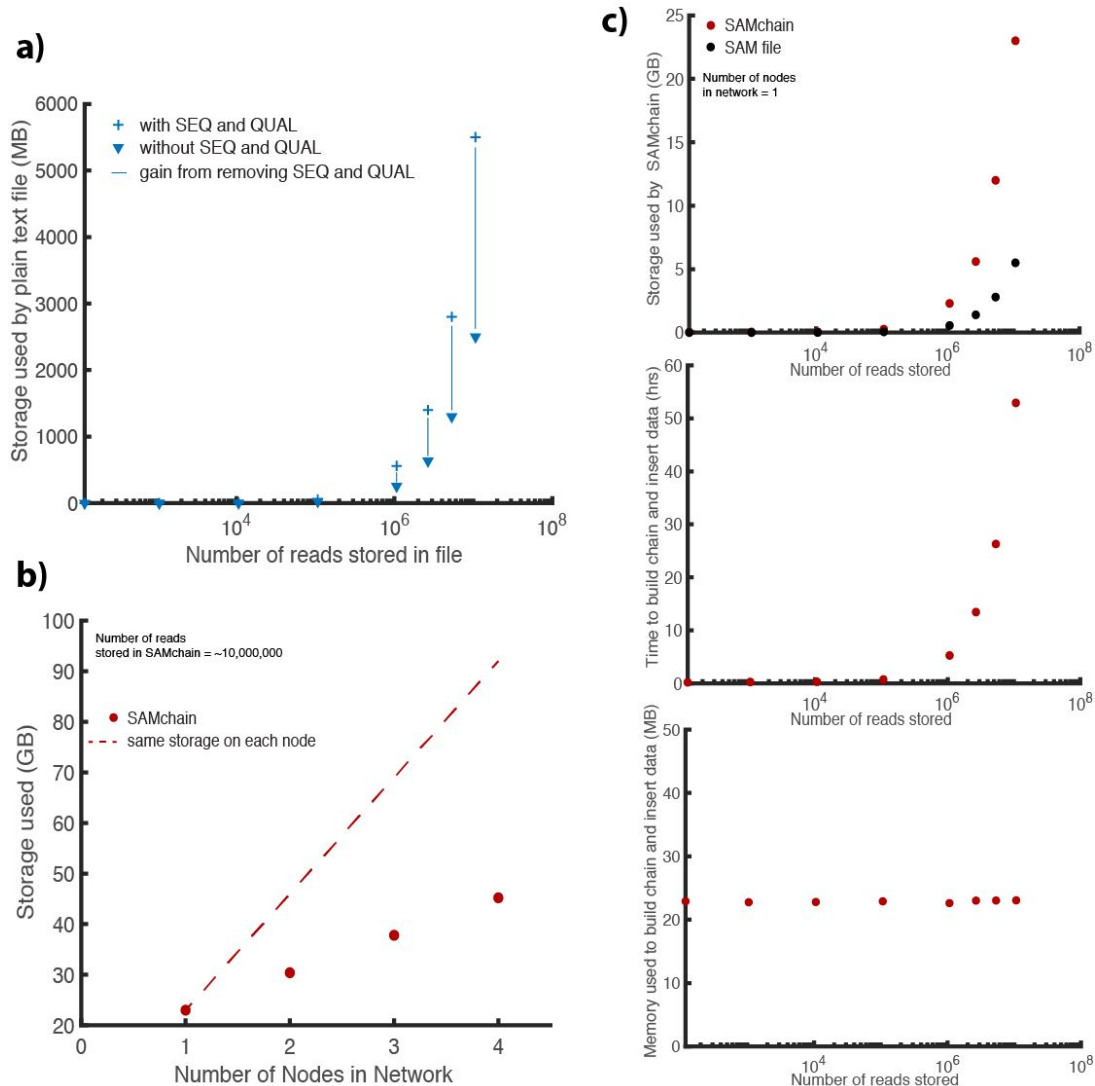 a)
Storage used by plain text file (MB)
6000
5000
4000
3000
2000
1000
0
+ with SEQ and QUAL
▼ without SEQ and QUAL
— gain from removing SEQ and QUAL
10^4
10^6
10^8
Number of reads stored in file
b)
Storage used (GB)
100
90
80
70
60
50
40
30
20
Number of reads
stored in SAMchain = ~10,000,000
SAMchain
same storage on each node
0
1
2
3
4
Number of Nodes in Network
c)
Storage used by SAMchain (GB)
25
20
15
10
5
0
SAMchain
SAM file
Number of nodes
in network = 1
10^4
10^6
10^8
Number of reads stored
Time to build chain and insert data (hrs)
60
50
40
30
20
10
0
10^4
10^6
10^8
Number of reads stored
Memory used to build chain and insert data (MB)
50
40
30
20
10
0
10^4
10^6
10^8
Number of reads stored